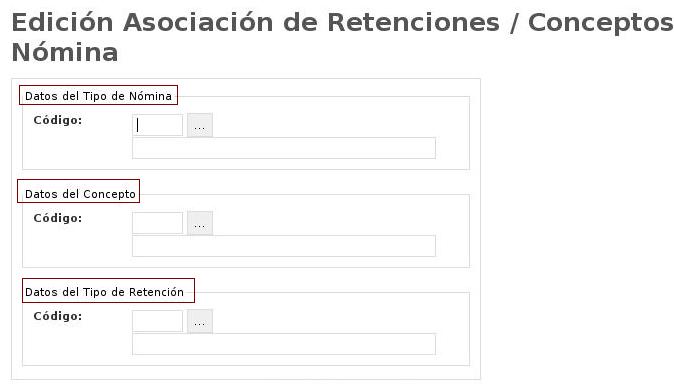 Edición Asociación de Retenciones / Conceptos
Nómina
Datos del Tipo de Nómina
Código:
...
Datos del Concepto
Código:
...
Datos del Tipo de Retención
Código:
...